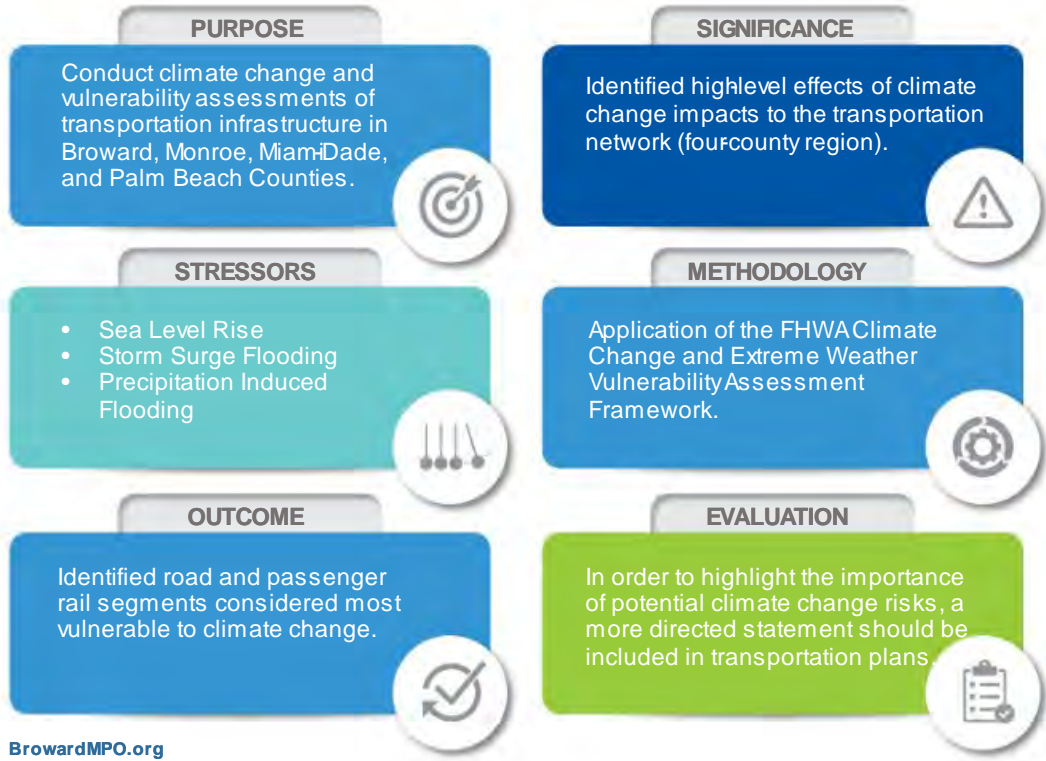 PURPOSE
Conduct climate change and
vulnerability assessments of
transportation infrastructure in
Broward, Monroe, Miami-Dade,
and Palm Beach Counties.
SIGNIFICANCE
Identified high-level effects of climate
change impacts to the transportation
network (four-county region).
STRESSORS
• Sea Level Rise
• Storm Surge Flooding
• Precipitation Induced
Flooding
METHODOLOGY
Application of the FHWA Climate
Change and Extreme Weather
Vulnerability Assessment
Framework.
OUTCOME
Identified road and passenger
rail segments considered most
vulnerable to climate change.
EVALUATION
In order to highlight the importance
of potential climate change risks, a
more directed statement should be
included in transportation plans.
BrowardMPO.org